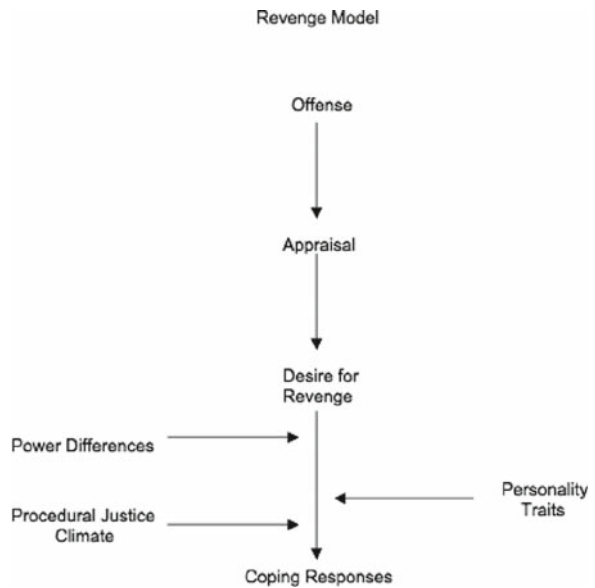 Revenge Model
Offense
Appraisal
Desire for
Revenge
Power Differences
Personality
Traits
Procedural Justice
Climate
Coping Responses